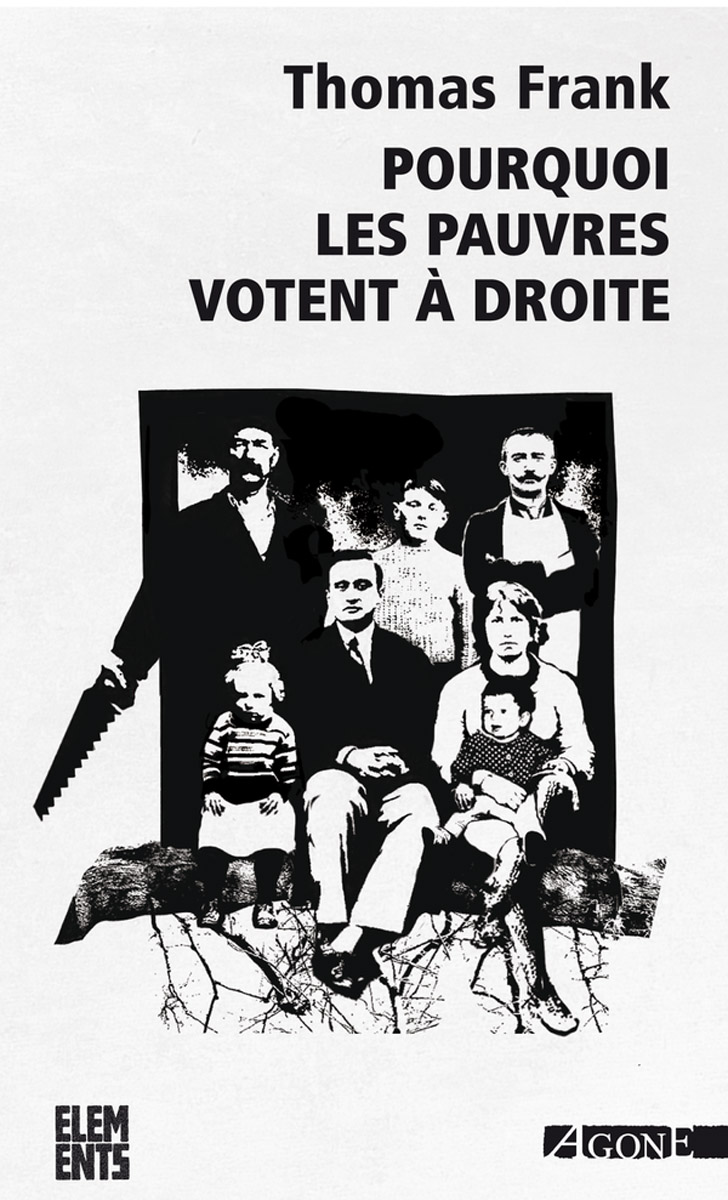 Thomas Frank
POURQUOI
LES PAUVRES
VOTENT À DROITE
ELEM
ENTS
AGONE